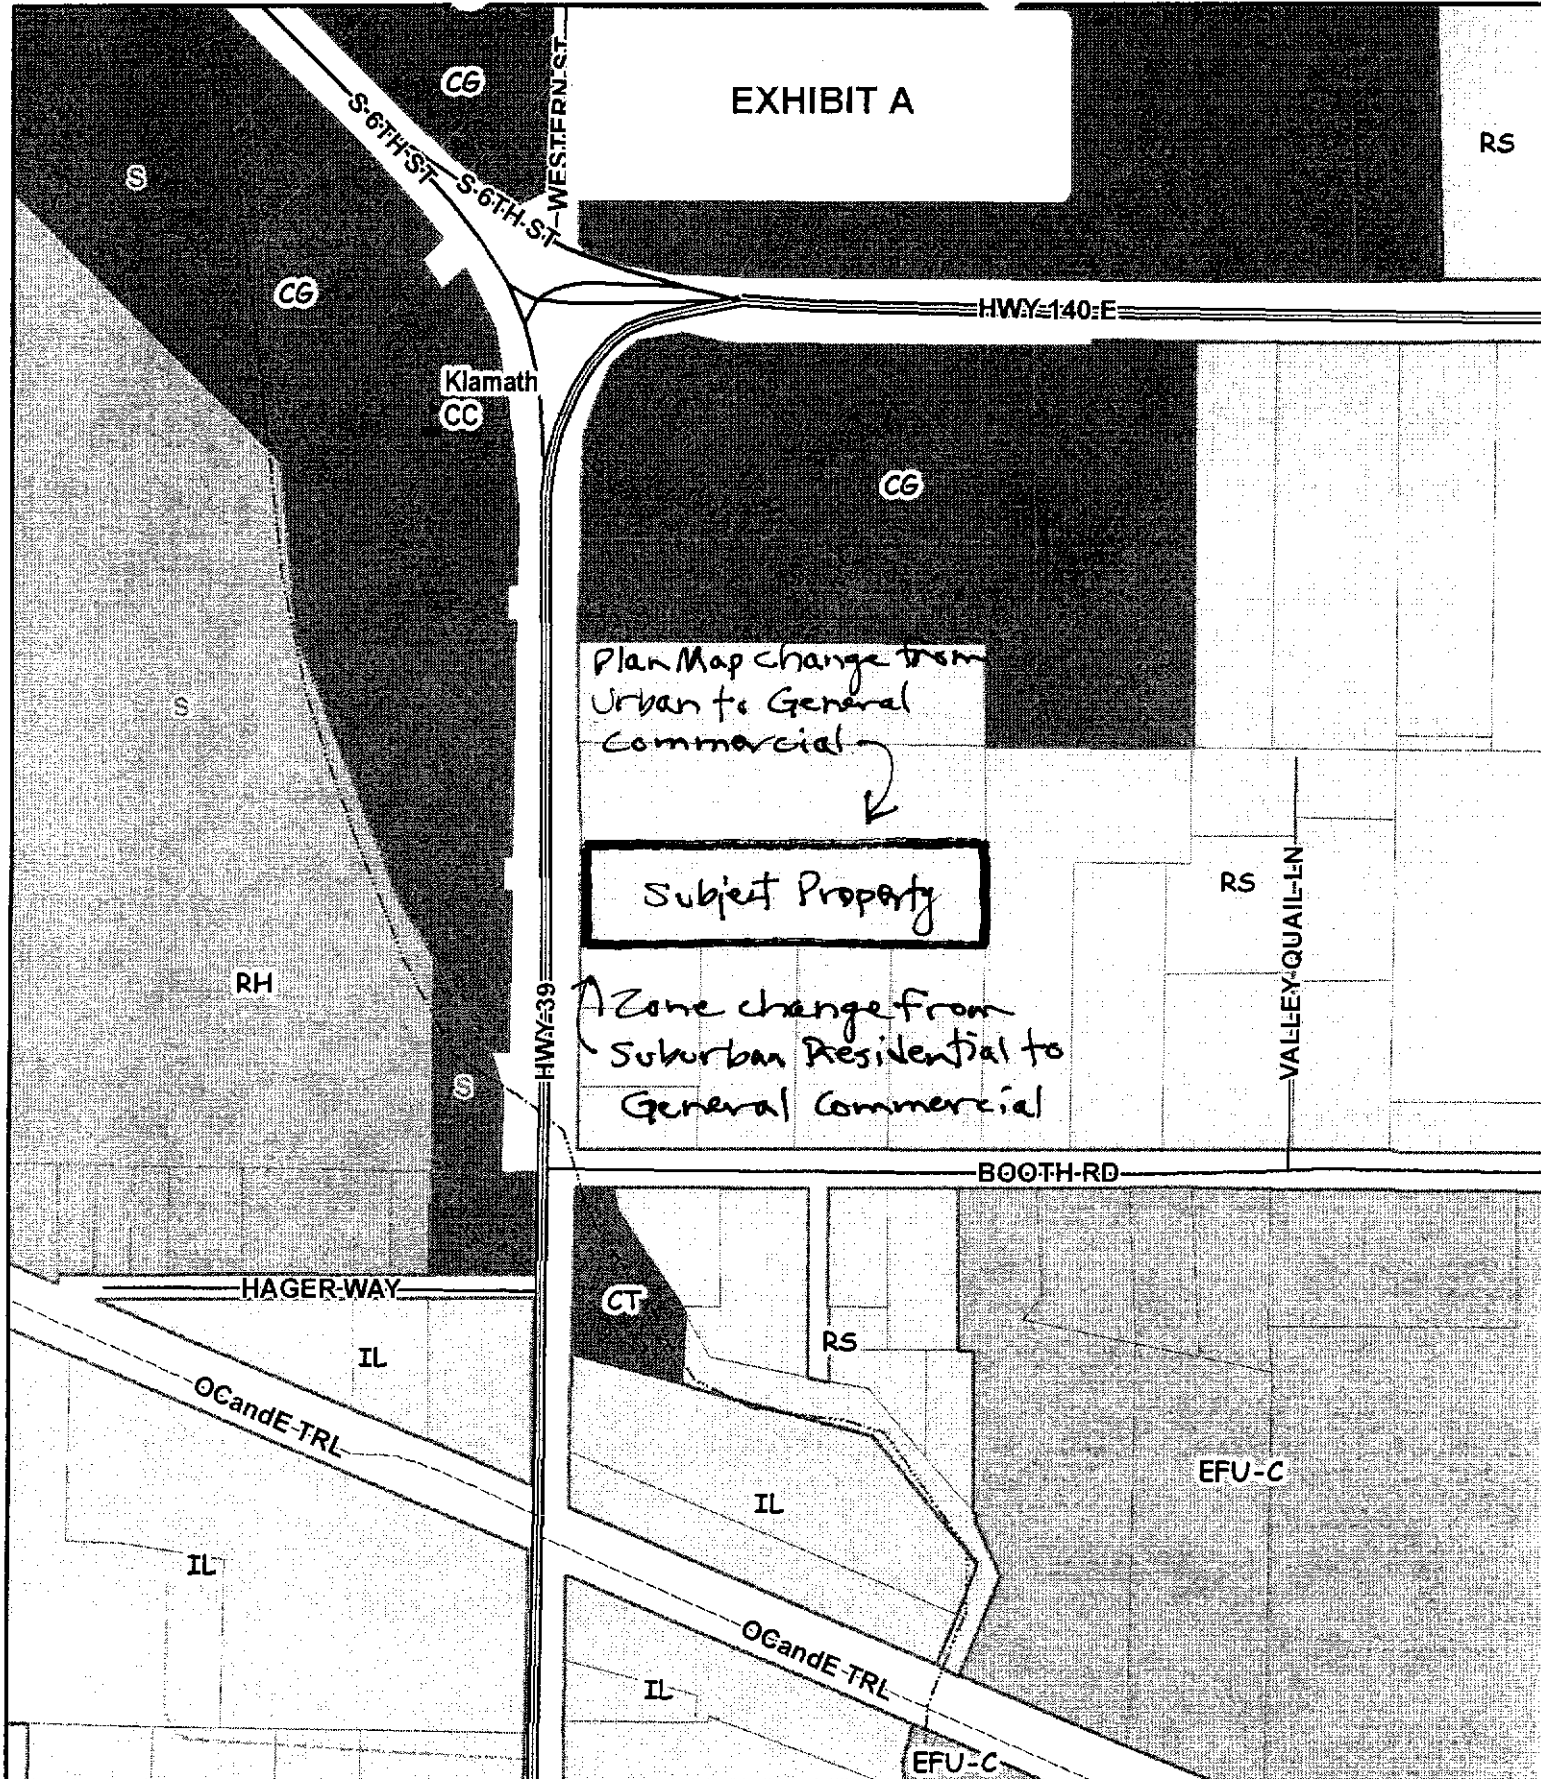 EXHIBIT A
CG
WESTERN ST
RS
S 6TH ST
S 6TH ST
S
CG
HWY 140 E
Klamath
CC
CG
Plan Map change from
Urban to General
Commercial
S
Subject Property
RS
VALLEY QUAIL LN
RH
HWY 39
Zone change from
Suburban Residential to
General Commercial
S
BOOTH RD
HAGER WAY
CT
RS
IL
OCandE TRL
EFU-C
IL
IL
OCandE TRL
IL
EFU-C